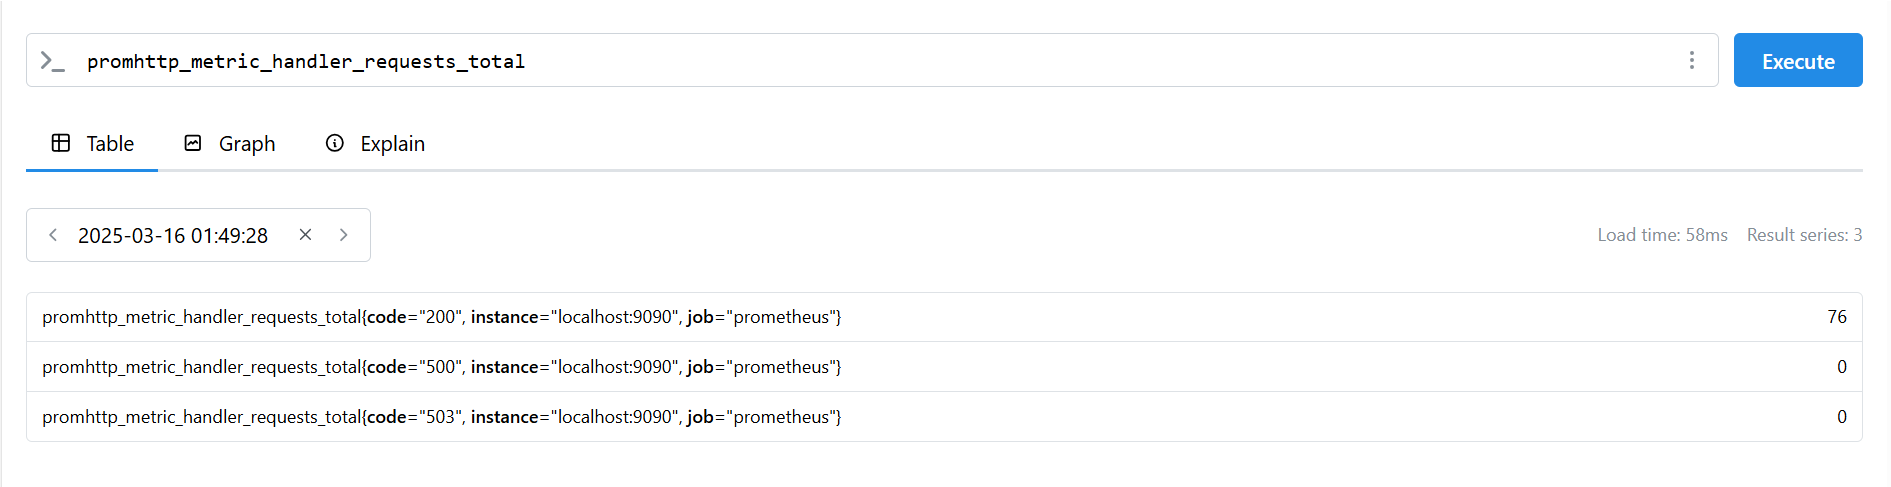 promhttp_metric_handler_requests_total
Execute
Table Graph Explain
2025-03-16 01:49:28
Load time: 58ms Result series: 3
promhttp_metric_handler_requests_total{code="200", instance="localhost:9090", job="prometheus"} 76
promhttp_metric_handler_requests_total{code="500", instance="localhost:9090", job="prometheus"} 0
promhttp_metric_handler_requests_total{code="503", instance="localhost:9090", job="prometheus"} 0